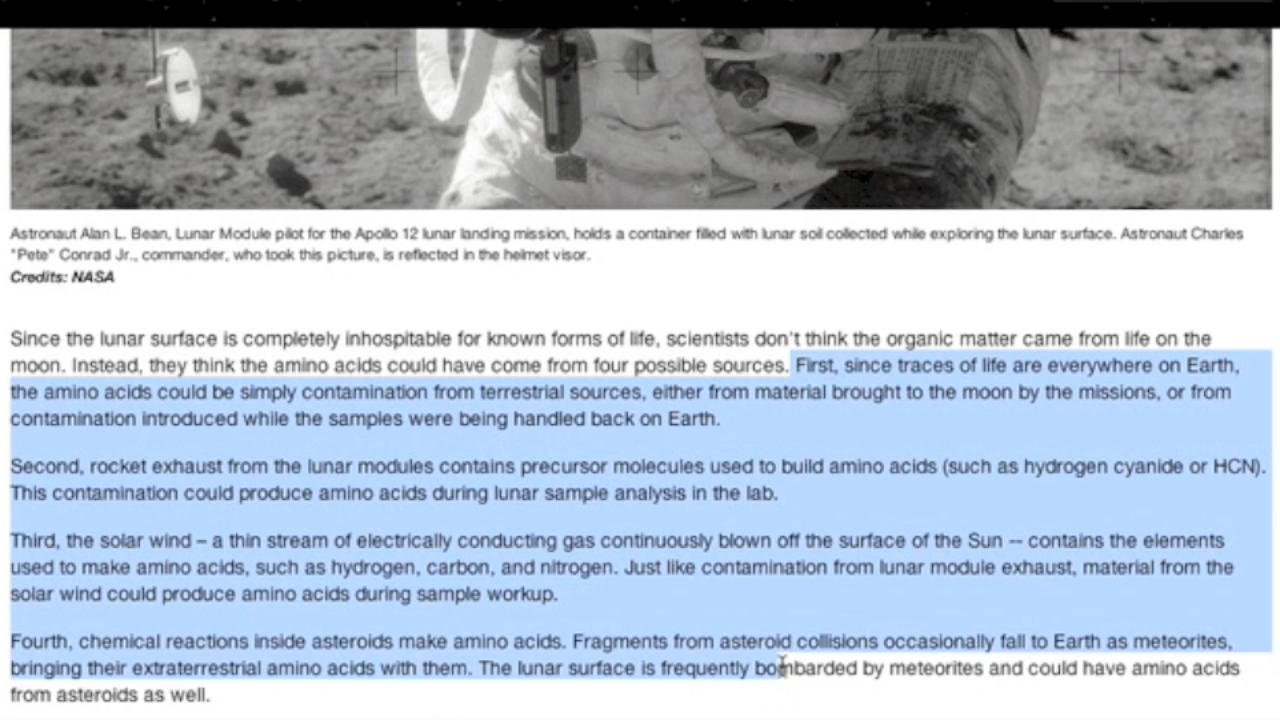 Astronaut Alan L. Bean, Lunar Module pilot for the Apollo 12 lunar landing mission, holds a container filled with lunar soil collected while exploring the lunar surface. Astronaut Charles
"Pete" Conrad Jr., commander, who took this picture, is reflected in the helmet visor.
Credits: NASA
Since the lunar surface is completely inhospitable for known forms of life, scientists don't think the organic matter came from life on the
moon. Instead, they think the amino acids could have come from four possible sources. First, since traces of life are everywhere on Earth,
the amino acids could be simply contamination from terrestrial sources, either from material brought to the moon by the missions, or from
contamination introduced while the samples were being handled back on Earth.
Second, rocket exhaust from the lunar modules contains precursor molecules used to build amino acids (such as hydrogen cyanide or HCN).
This contamination could produce amino acids during lunar sample analysis in the lab.
Third, the solar wind – a thin stream of electrically conducting gas continuously blown off the surface of the Sun -- contains the elements
used to make amino acids, such as hydrogen, carbon, and nitrogen. Just like contamination from lunar module exhaust, material from the
solar wind could produce amino acids during sample workup.
Fourth, chemical reactions inside asteroids make amino acids. Fragments from asteroid collisions occasionally fall to Earth as meteorites,
bringing their extraterrestrial amino acids with them. The lunar surface is frequently bombarded by meteorites and could have amino acids
from asteroids as well.